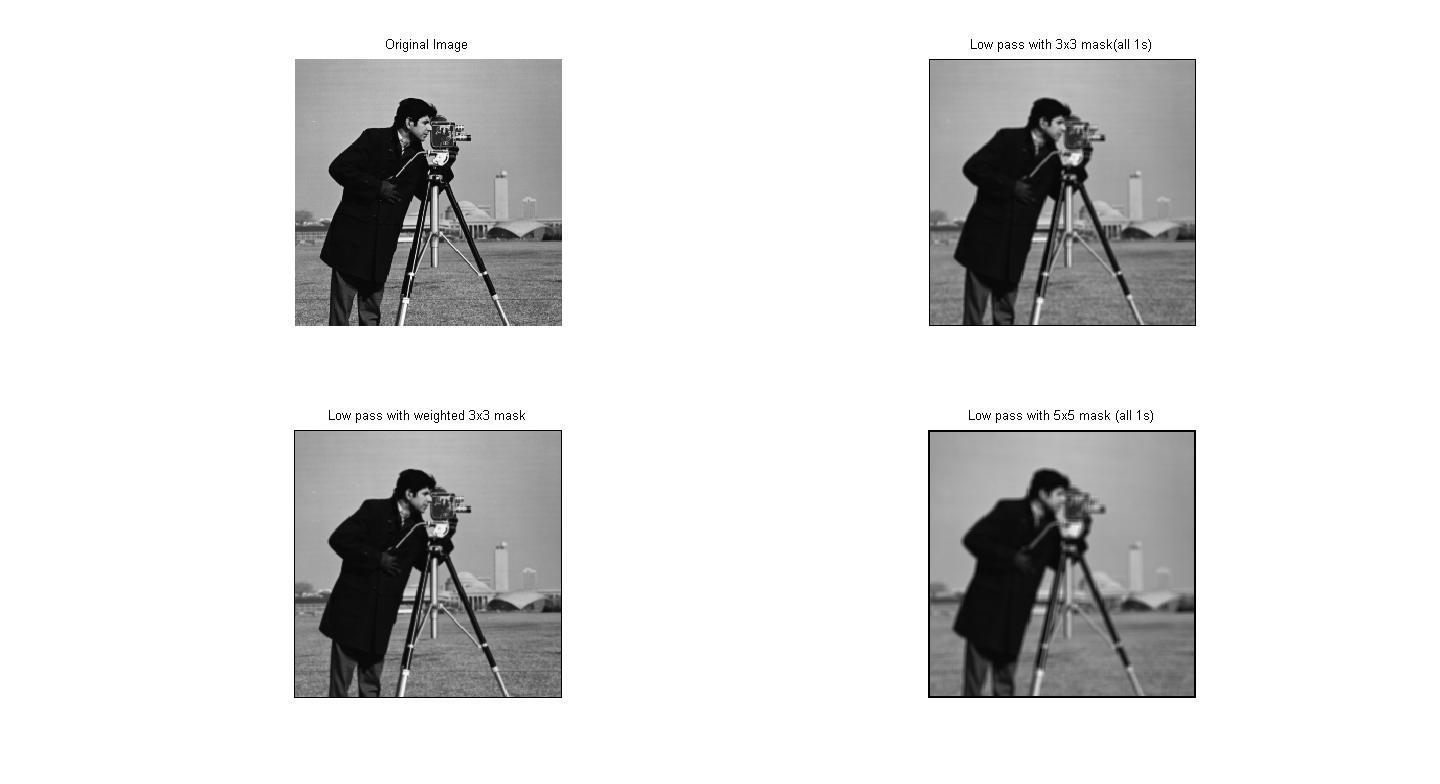 Original Image
Low pass with 3x3 mask(all 1s)
Low pass with weighted 3x3 mask
Low pass with 5x5 mask (all 1s)